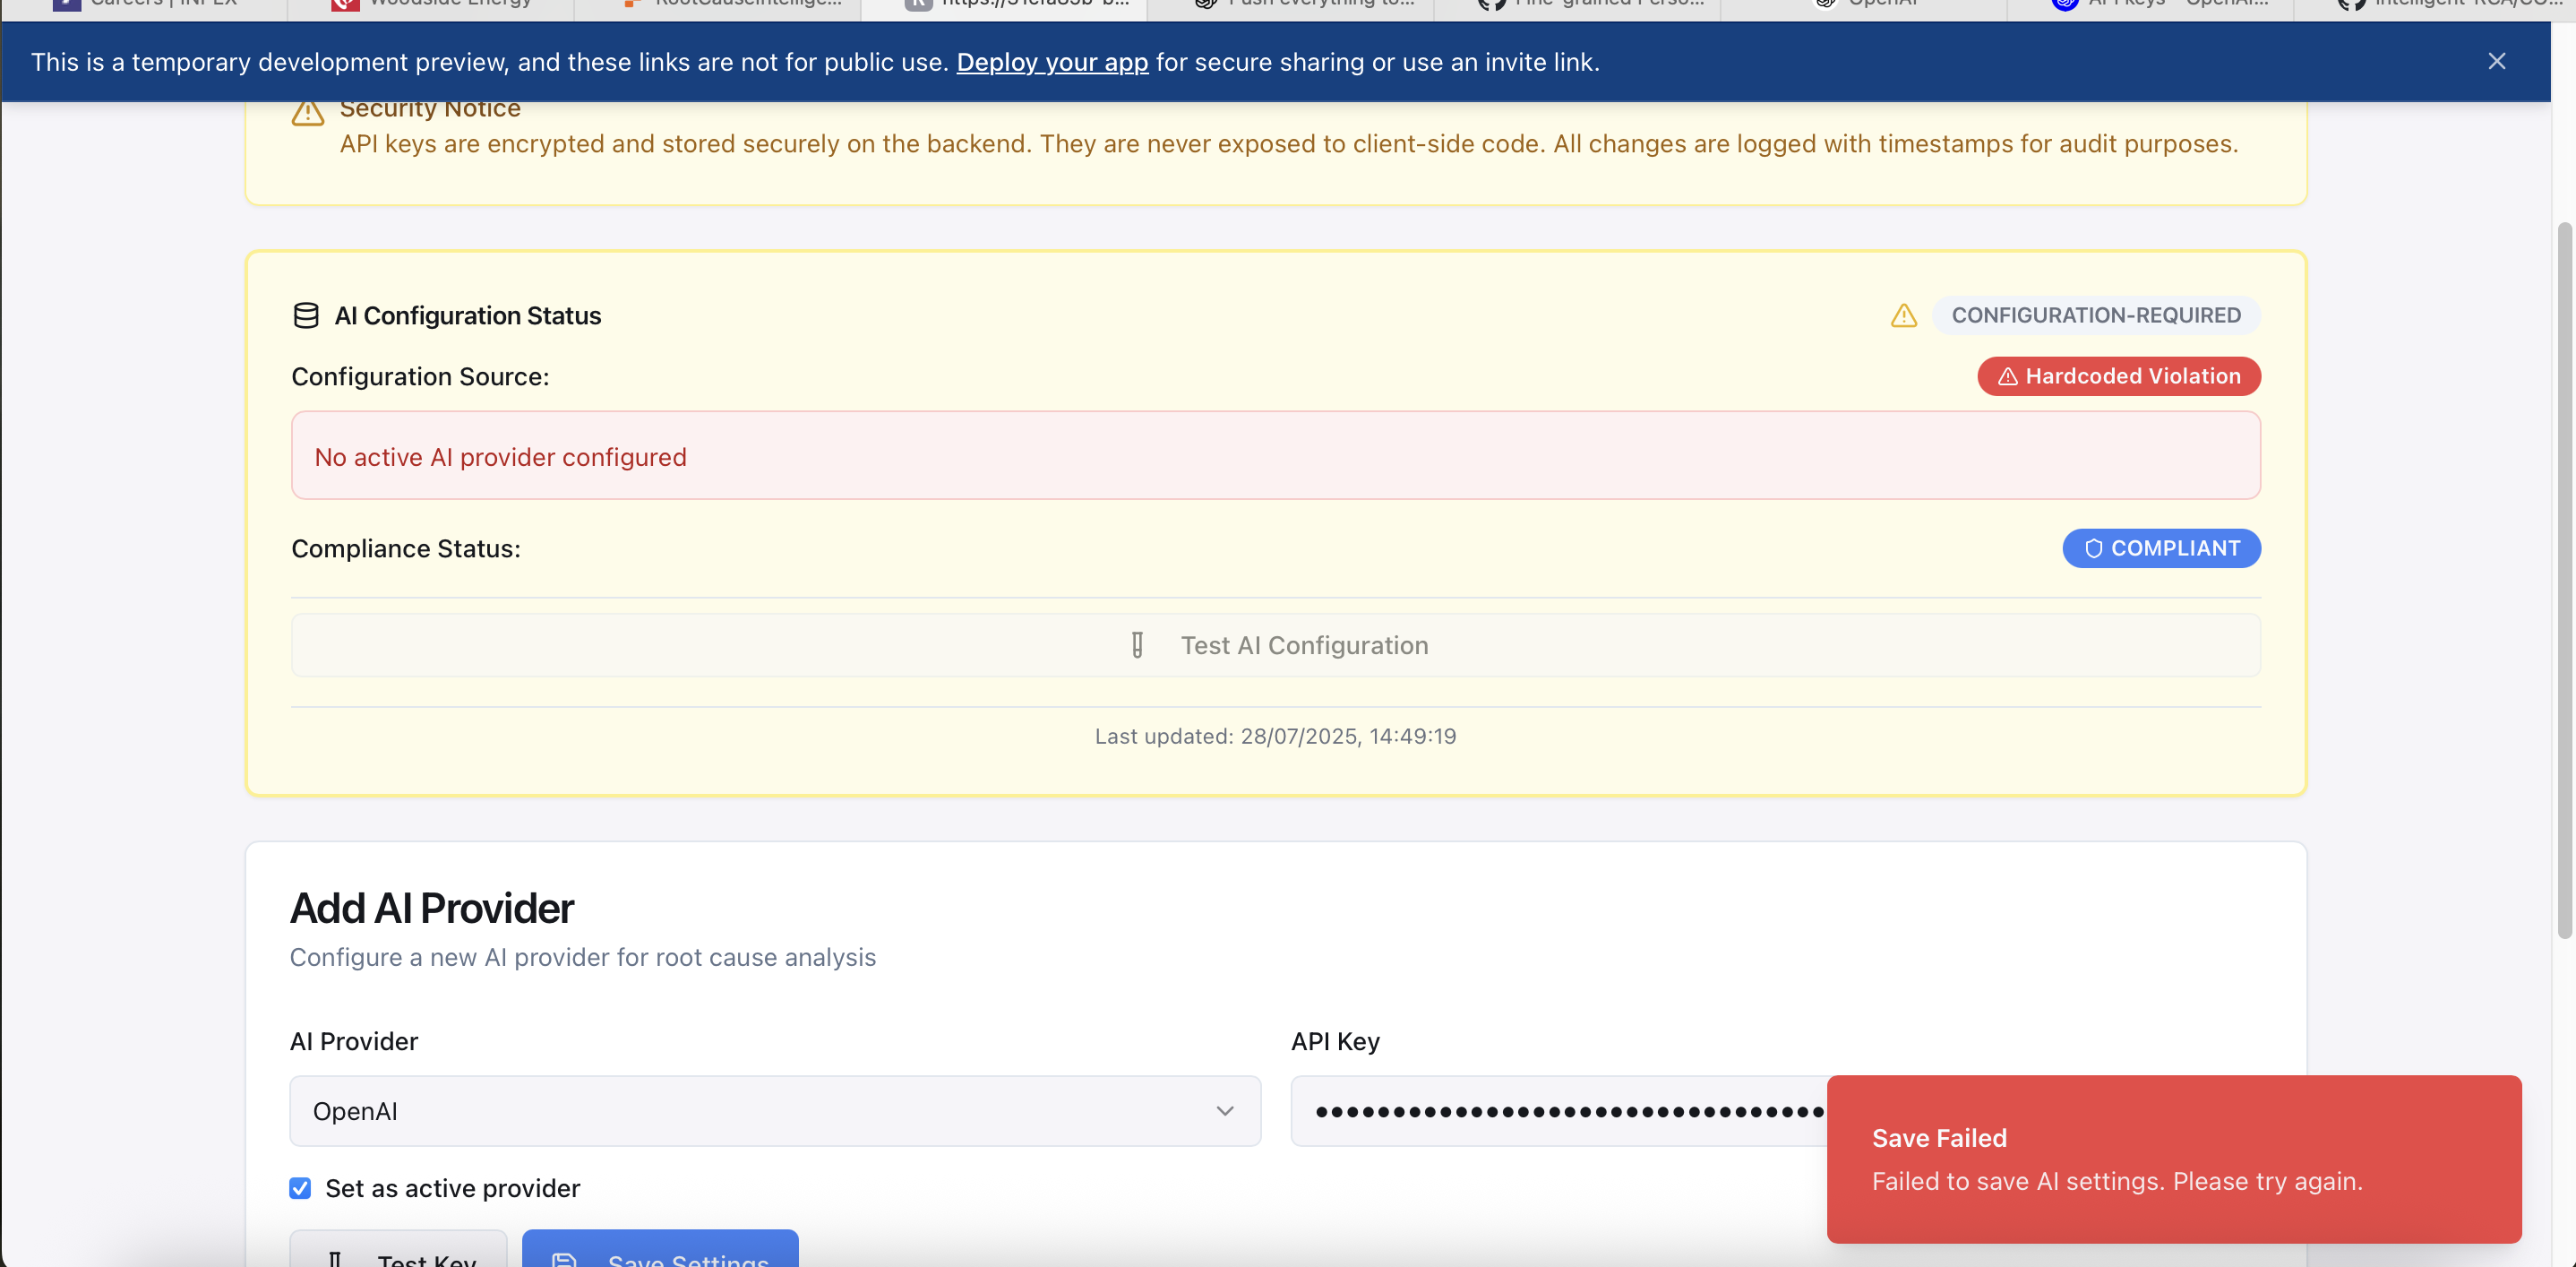 Careers | INPEX
Woodside Energy
RootCauseIntellige...
Push everything to...
Fine-grained Perso...
OpenAI
API keys - OpenAI...
This is a temporary development preview, and these links are not for public use. Deploy your app for secure sharing or use an invite link.
Security Notice
API keys are encrypted and stored securely on the backend. They are never exposed to client-side code. All changes are logged with timestamps for audit purposes.
AI Configuration Status
CONFIGURATION-REQUIRED
Configuration Source:
Hardcoded Violation
No active AI provider configured
Compliance Status:
COMPLIANT
Test AI Configuration
Last updated: 28/07/2025, 14:49:19
Add AI Provider
Configure a new AI provider for root cause analysis
AI Provider
API Key
OpenAI
Set as active provider
Save Failed
Failed to save AI settings. Please try again.
Test Key
Save Settings